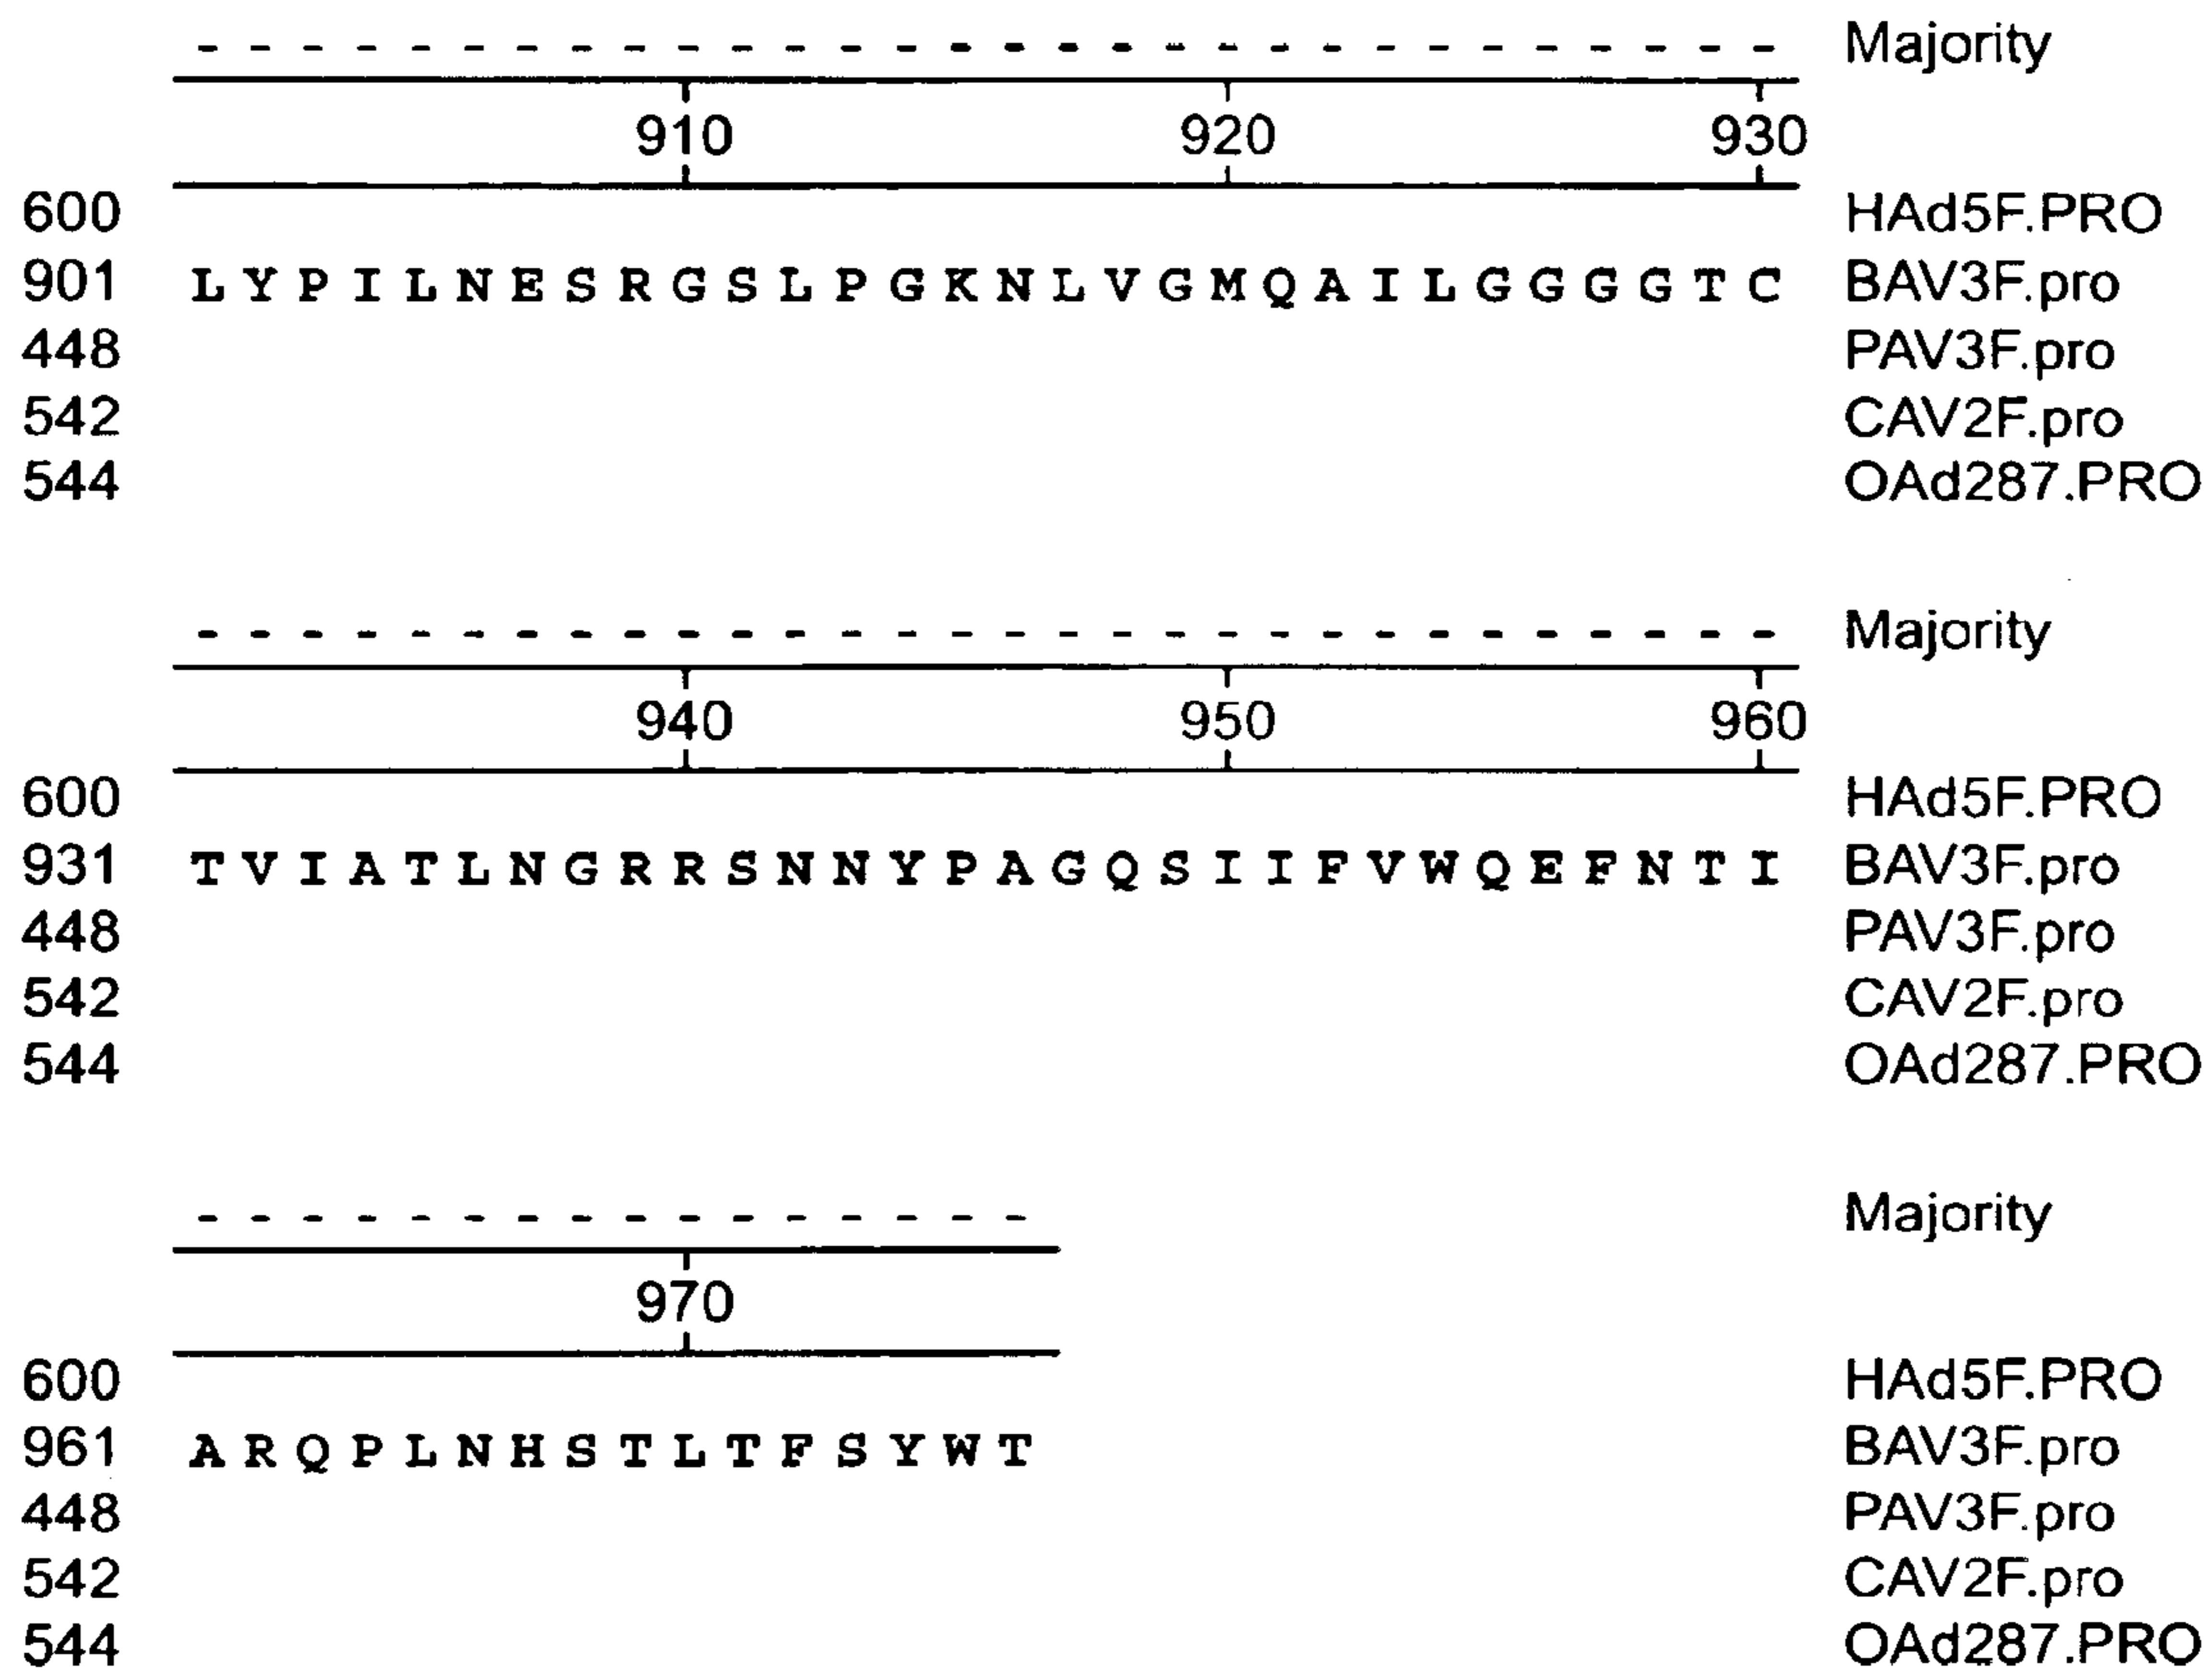 - - - - - - - - - - - - - - - - - - - - - - - - - - - - - - Majority
910 920 930
600 HAd5F.PRO
901 L Y P I L N E S R G S L P G K N L V G M Q A I L G G G G T C BAV3F.pro
448 PAV3F.pro
542 CAV2F.pro
544 OAd287.PRO
- - - - - - - - - - - - - - - - - - - - - - - - - - - - - - Majority
940 950 960
600 HAd5F.PRO
931 T V I A T L N G R R S N N Y P A G Q S I I F V W Q E F N T I BAV3F.pro
448 PAV3F.pro
542 CAV2F.pro
544 OAd287.PRO
- - - - - - - - - - - - - - - - Majority
970
600 HAd5F.PRO
961 A R Q P L N H S T L T F S Y W T BAV3F.pro
448 PAV3F.pro
542 CAV2F.pro
544 OAd287.PRO